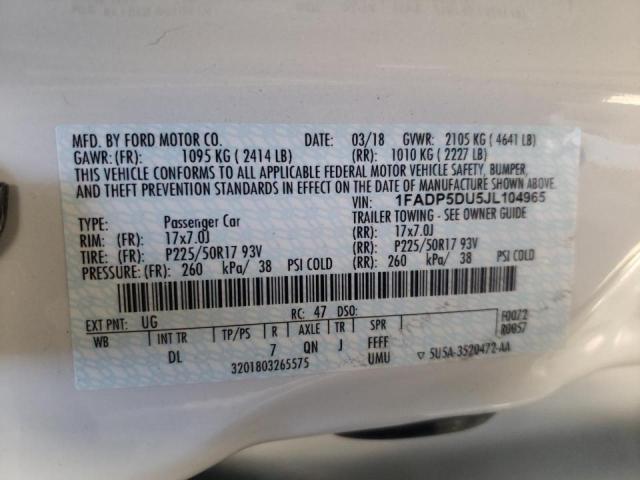 MFD. BY FORD MOTOR CO. DATE: 03/18 GVWR: 2105 KG ( 4641 LB)
GAWR: (FR): 1095 KG ( 2414 LB) (RR): 1010 KG ( 2227 LB)
THIS VEHICLE CONFORMS TO ALL APPLICABLE FEDERAL MOTOR VEHICLE SAFETY, BUMPER,
AND THEFT PREVENTION STANDARDS IN EFFECT ON THE DATE OF MANUFACTURE SHOWN ABOVE.
VIN: 1FADP5DU5JL104965
TYPE: Passenger Car TRAILER TOWING - SEE OWNER GUIDE
RIM: (FR): 17x7.0J (RR): 17x7.0J
TIRE: (FR): P225/50R17 93V (RR): P225/50R17 93V
PRESSURE: (FR): 260 kPa/ 38 PSI COLD (RR): 260 kPa/ 38 PSI COLD
EXT PNT: UG RC: 47 DSO: F0072
WB INT TR TP/PS R AXLE TR SPR R0057
DL 7 QN J FFFF
3201803265575 UMU ▽ 5U5A-3520472-AA